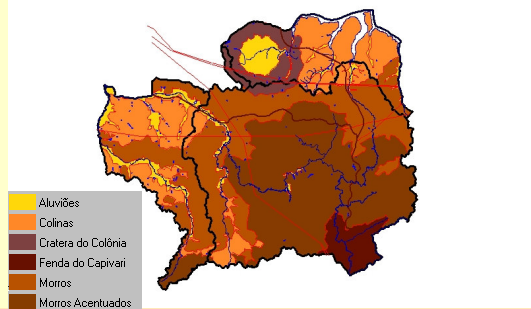 Aluviões
Colinas
Cratera do Colônia
Fenda do Capivari
Morros
Morros Acentuados